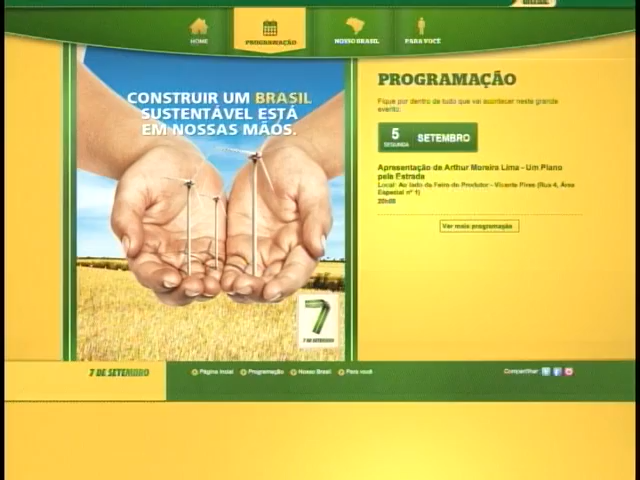 HOME
PROGRAMAÇÃO
NOSSO BRASIL
PARA VOCÊ
CONSTRUIR UM BRASIL
SUSTENTÁVEL ESTÁ
EM NOSSAS MÃOS.
7
7 DE SETEMBRO
PROGRAMAÇÃO
Fique por dentro de tudo que vai acontecer neste grande
evento.
5
SEGUNDA
SETEMBRO
Apresentação de Arthur Moreira Lima - Um Piano
pela Estrada
Local: Ao lado da Feira do Produtor - Vicente Pires (Rua 4, Área
Especial nº 1)
20h00
Ver mais programação
7 DE SETEMBRO
Página Inicial
Programação
Nosso Brasil
Para você
Compartilhar